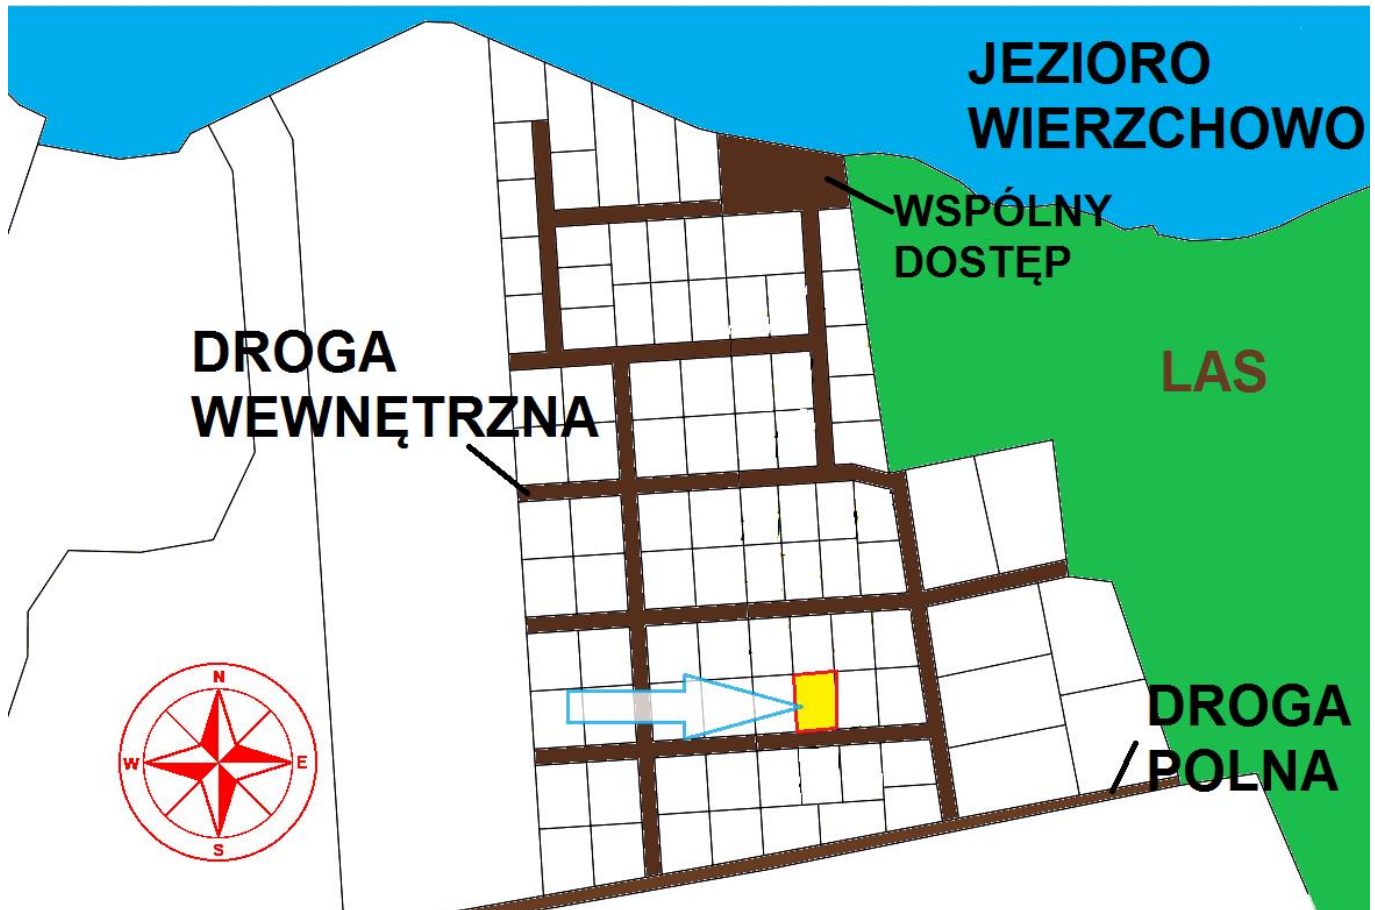 JEZIORO
WIERZCHOWO
WSPÓLNY
DOSTĘP
DROGA
WEWNĘTRZNA
LAS
N
W
E
S
DROGA
POLNA